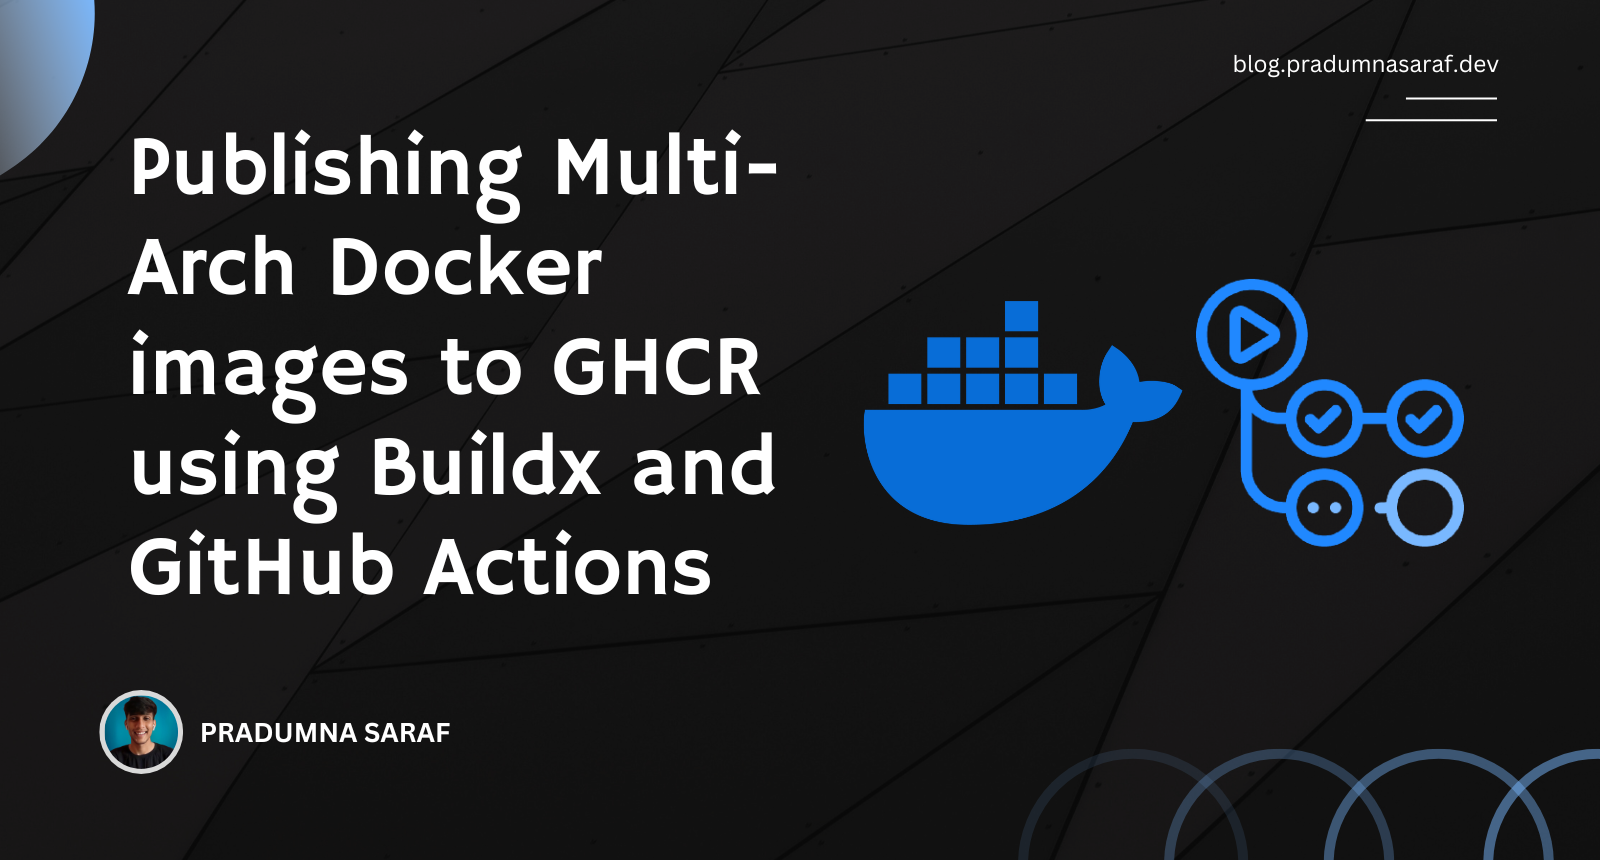 blog.pradumnasaraf.dev
Publishing Multi-
Arch Docker
images to GHCR
using Buildx and
GitHub Actions
PRADUMNA SARAF